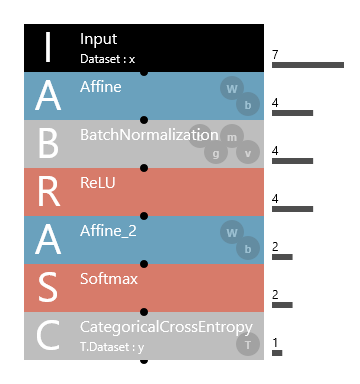 I Input 7
Dataset : x
A Affine W b 4
B BatchNormalization m g v 4
R ReLU 4
A Affine_2 W b 2
S Softmax 2
C CategoricalCrossEntropy 1
T.Dataset : y T